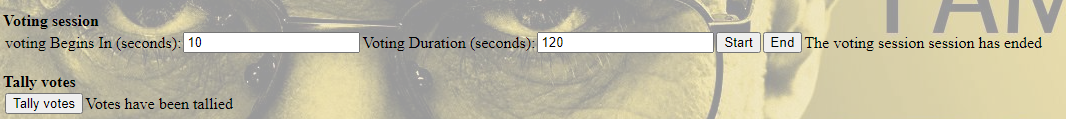 I AM
Voting session
voting Begins In (seconds): 10 Voting Duration (seconds): 120 Start End The voting session session has ended
Tally votes
Tally votes Votes have been tallied